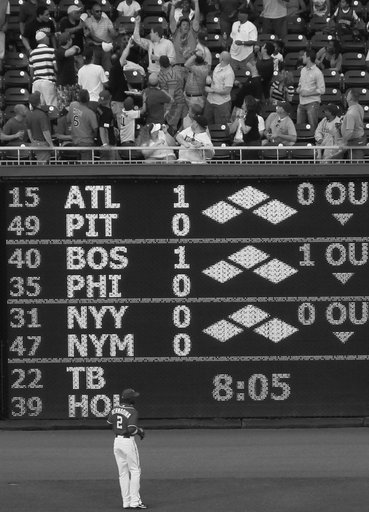 15 ATL 1 0 OU
49 PIT 0
40 BOS 1 1 OU
35 PHI 0
31 NYY 0 0 OU
47 NYM 0
22 TB 8:05
39 HOU
2